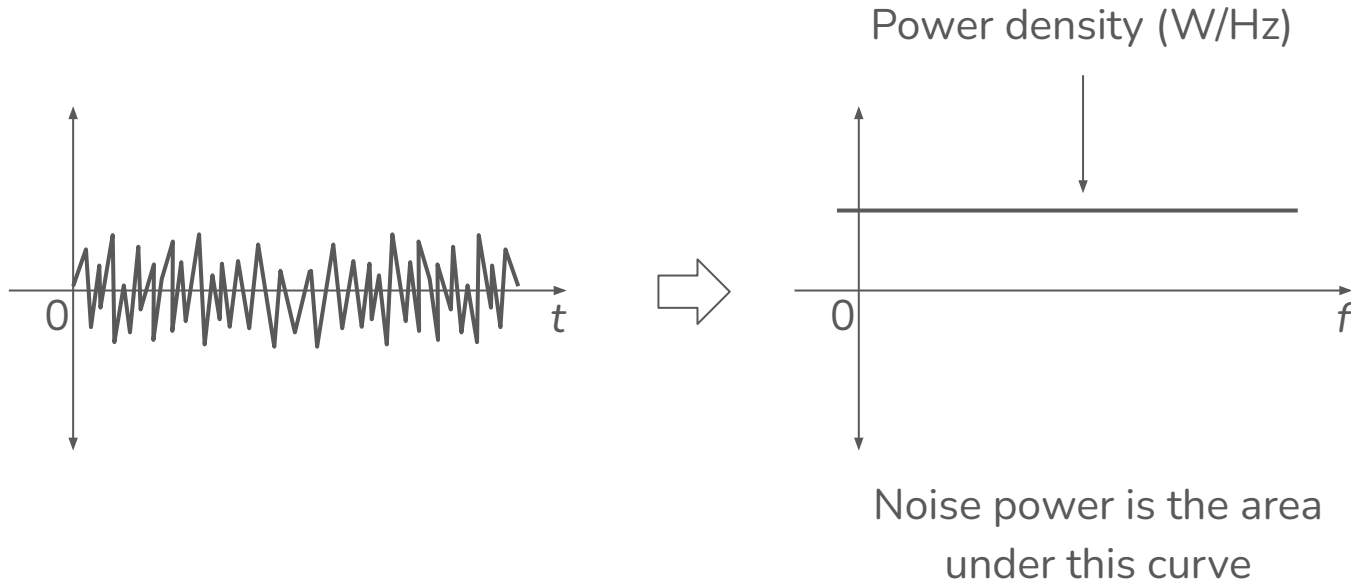 Power density (W/Hz)
0
t
0
f
Noise power is the area
under this curve